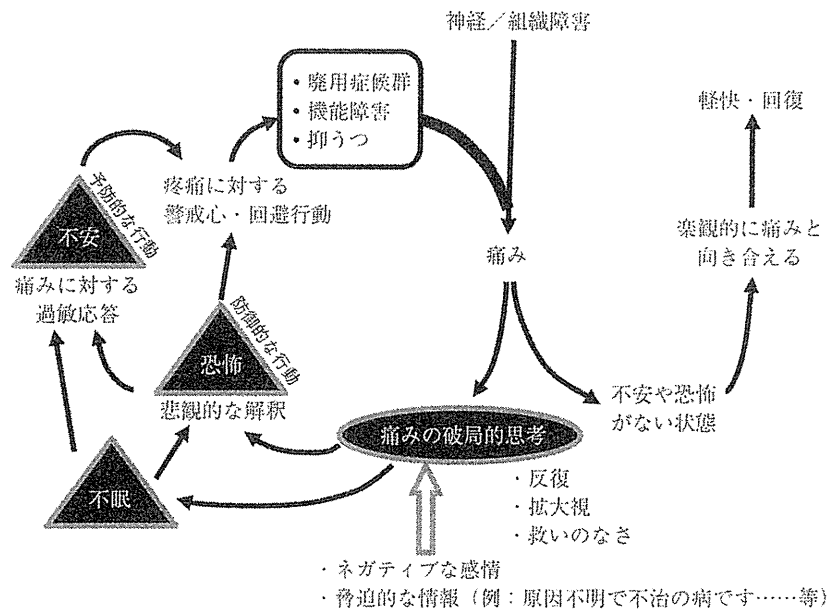 神経／組織障害
・廃用症候群
・機能障害
・抑うつ
軽快・回復
予防的な行動
不安
疼痛に対する
警戒心・回避行動
痛みに対する
過敏応答
痛み
楽観的に痛みと
向き合える
防御的な行動
恐怖
悲観的な解釈
不安や恐怖
がない状態
痛みの破局的思考
・反復
・拡大視
・救いのなさ
不眠
・ネガティブな感情
・脅迫的な情報（例：原因不明で不治の病です……等）